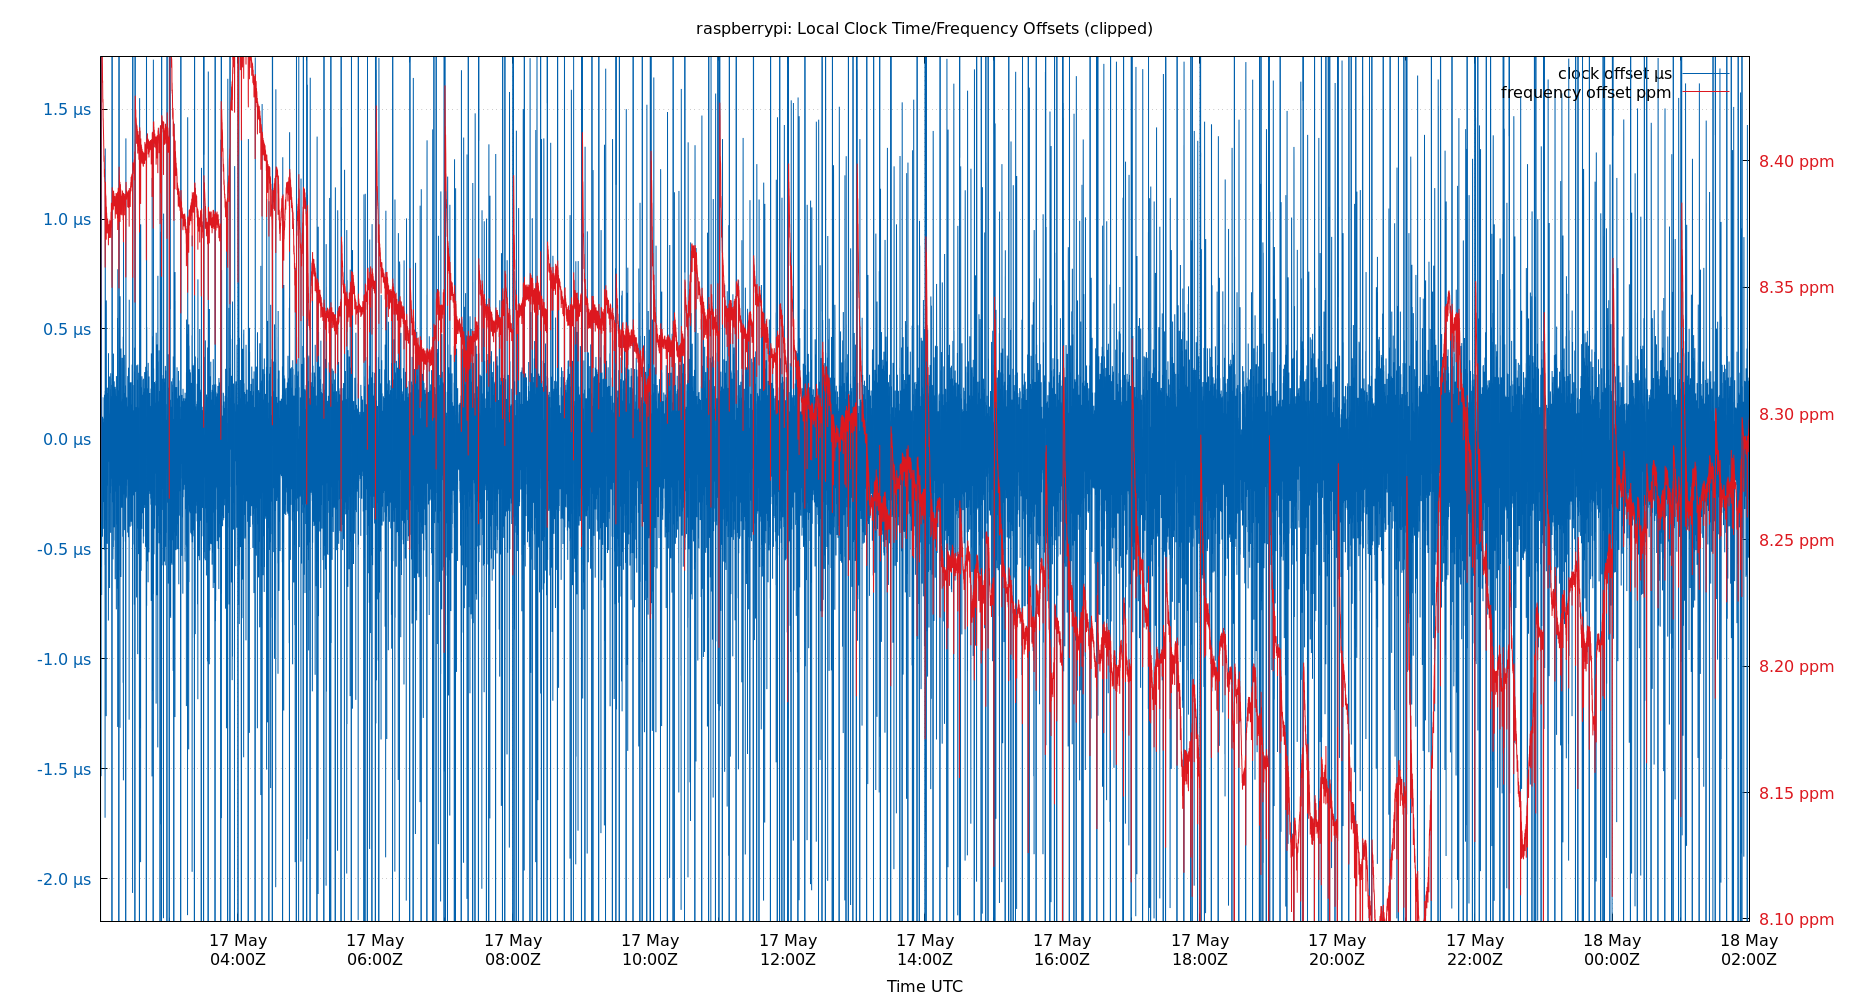 raspberrypi: Local Clock Time/Frequency Offsets (clipped)
clock offset µs
frequency offset ppm
1.5 µs
1.0 µs
0.5 µs
0.0 µs
-0.5 µs
-1.0 µs
-1.5 µs
-2.0 µs
8.40 ppm
8.35 ppm
8.30 ppm
8.25 ppm
8.20 ppm
8.15 ppm
8.10 ppm
17 May 17 May 17 May 17 May 17 May 17 May 17 May 17 May 17 May 17 May 18 May 18 May
04:00Z 06:00Z 08:00Z 10:00Z 12:00Z 14:00Z 16:00Z 18:00Z 20:00Z 22:00Z 00:00Z 02:00Z
Time UTC